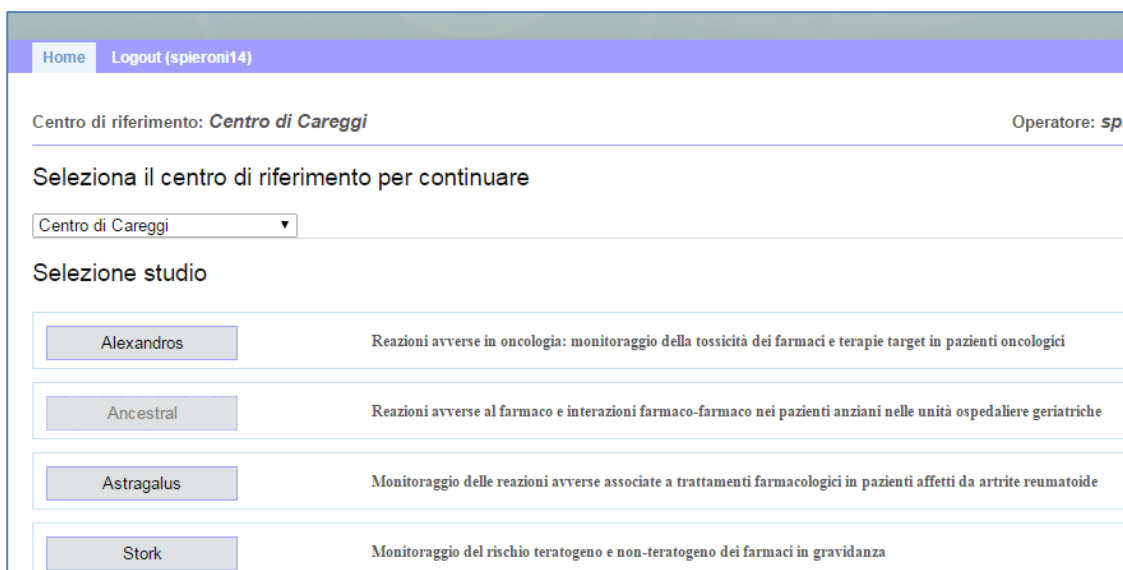 Home Logout (spieroni14)
Centro di riferimento: Centro di Careggi Operatore: sp
Seleziona il centro di riferimento per continuare
Centro di Careggi
Selezione studio
Alexandros Reazioni avverse in oncologia: monitoraggio della tossicità dei farmaci e terapie target in pazienti oncologici
Ancestral Reazioni avverse al farmaco e interazioni farmaco-farmaco nei pazienti anziani nelle unità ospedaliere geriatriche
Astragalus Monitoraggio delle reazioni avverse associate a trattamenti farmacologici in pazienti affetti da artrite reumatoide
Stork Monitoraggio del rischio teratogeno e non-teratogeno dei farmaci in gravidanza